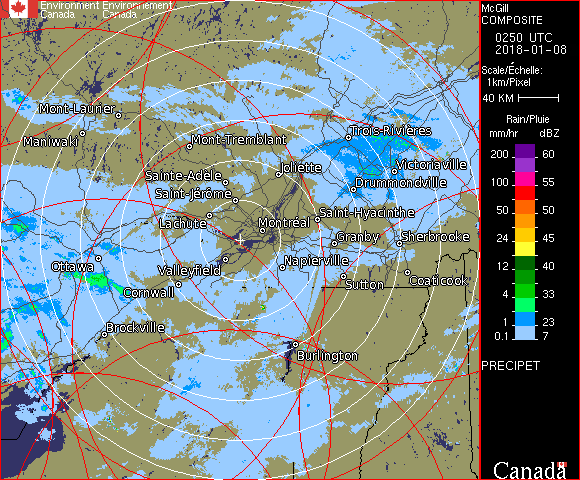 Environment Environnement
Canada Canada
McGill
COMPOSITE
0250 UTC
2018-01-08
Scale/Échelle:
1km/Pixel
40 KM
Rain/Pluie
mm/hr dBZ
200 60
100 55
50 50
24 45
12 40
4 33
1 23
0.1 7
PRECIPET
Canada
Mont-Laurier
Maniwaki
Mont-Tremblant
Trois-Rivières
Victoriaville
Joliette
Sainte-Adèle
Drummondville
Saint-Jérôme
Lachute
Montréal
Saint-Hyacinthe
Granby
Sherbrooke
Ottawa
Valleyfield
Napierville
Cornwall
Sutton
Coaticook
Brockville
Burlington